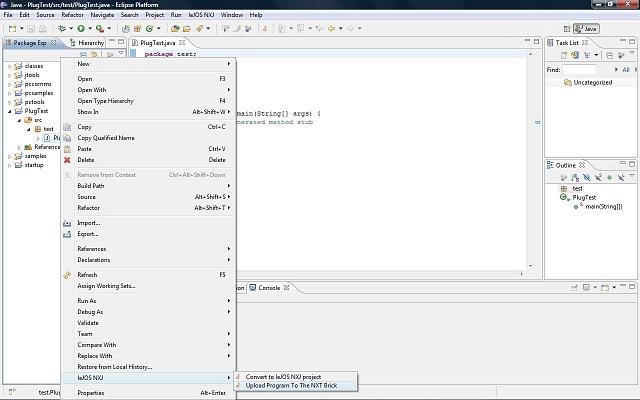 Java - PlugTest/src/test/PlugTest.java - Eclipse Platform
File Edit Source Refactor Navigate Search Project Run leJOS NXJ Window Help
Java
Package Exp
Hierarchy
PlugTest.java
Task List
classes
jtools
pccomms
pcsamples
pctools
PlugTest
src
test
Pl
Reference
samples
startup
New
Open F3
Open With
Open Type Hierarchy F4
Show In Alt+Shift+W
Copy Ctrl+C
Copy Qualified Name
Paste Ctrl+V
Delete Delete
Remove from Context Ctrl+Alt+Shift+Down
Build Path
Source Alt+Shift+S
Refactor Alt+Shift+T
Import...
Export...
References
Declarations
Refresh F5
Assign Working Sets...
Run As
Debug As
Validate
Team
Compare With
Replace With
Restore from Local History...
leJOS NXJ
Properties Alt+Enter
Convert to leJOS NXJ project
Upload Program To The NXT Brick
package test;
main(String[] args) {
nerated method stub
Find:
All
Uncategorized
Outline
test
PlugTest
main(String[])
ion
Console
test.Plug